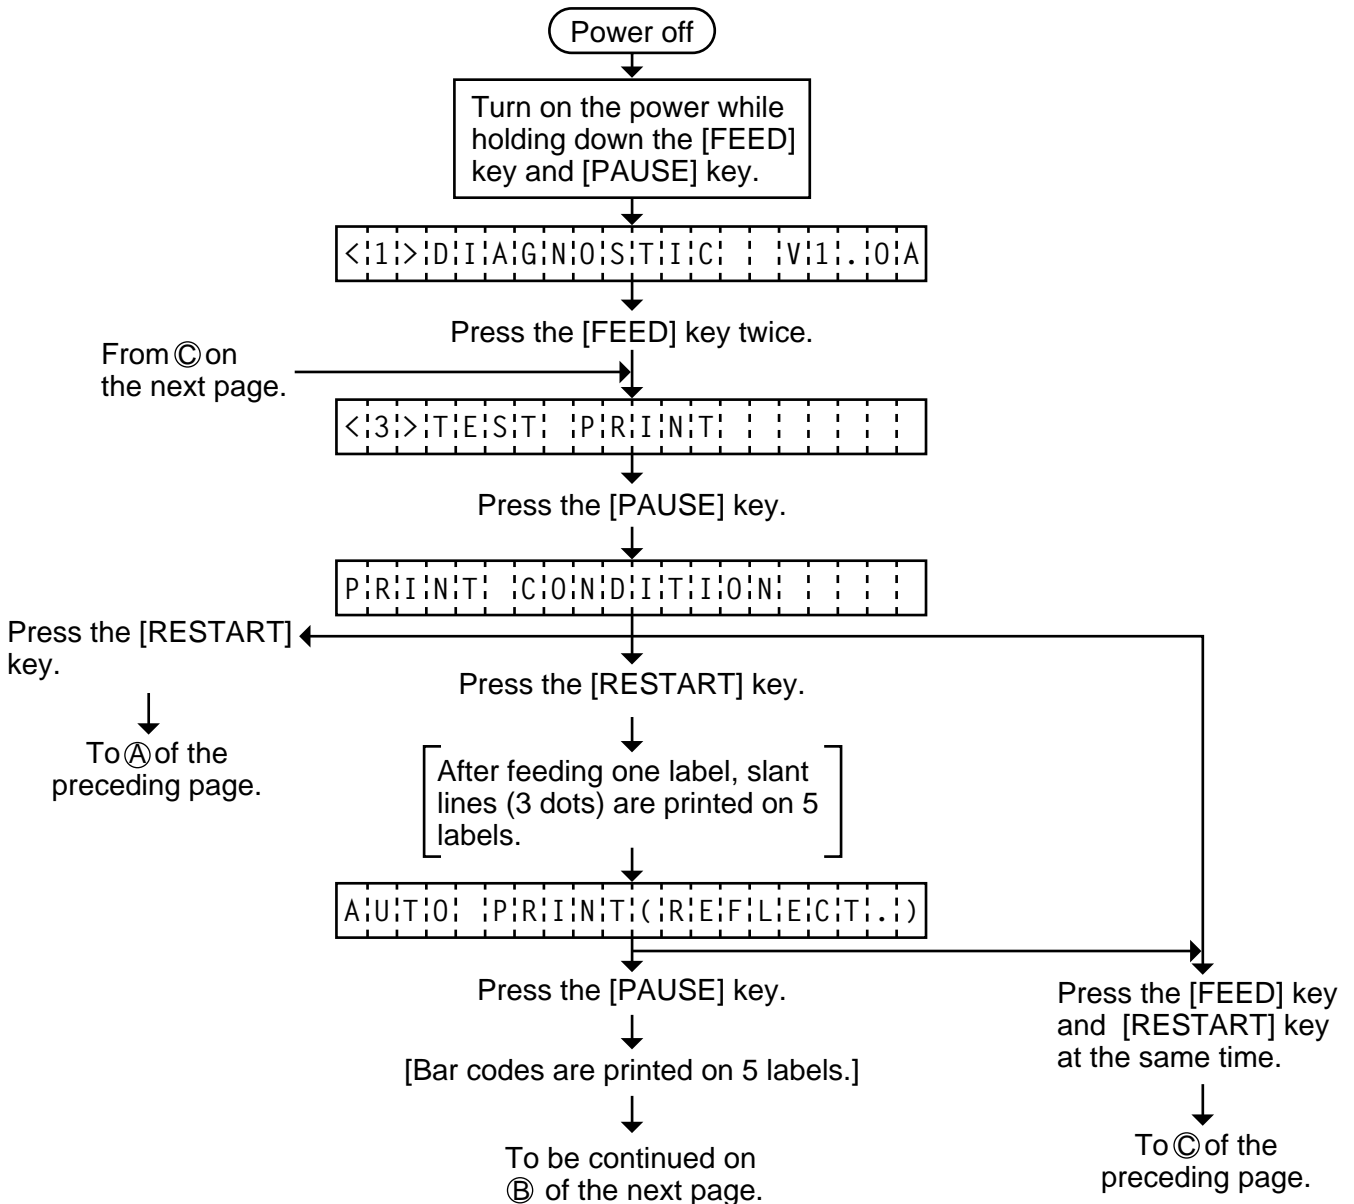 Power off
Turn on the power while
holding down the [FEED]
key and [PAUSE] key.
<1>DIAGNOSTIC  V1.0A
Press the [FEED] key twice.
From Ⓒ on
the next page.
<3>TEST PRINT
Press the [PAUSE] key.
PRINT CONDITION
Press the [RESTART]
key.
To Ⓐ of the
preceding page.
Press the [RESTART] key.
[After feeding one label, slant
lines (3 dots) are printed on 5
labels.]
AUTO PRINT(REFLECT.)
Press the [PAUSE] key.
[Bar codes are printed on 5 labels.]
To be continued on
Ⓑ of the next page.
Press the [FEED] key
and [RESTART] key
at the same time.
To Ⓒ of the
preceding page.